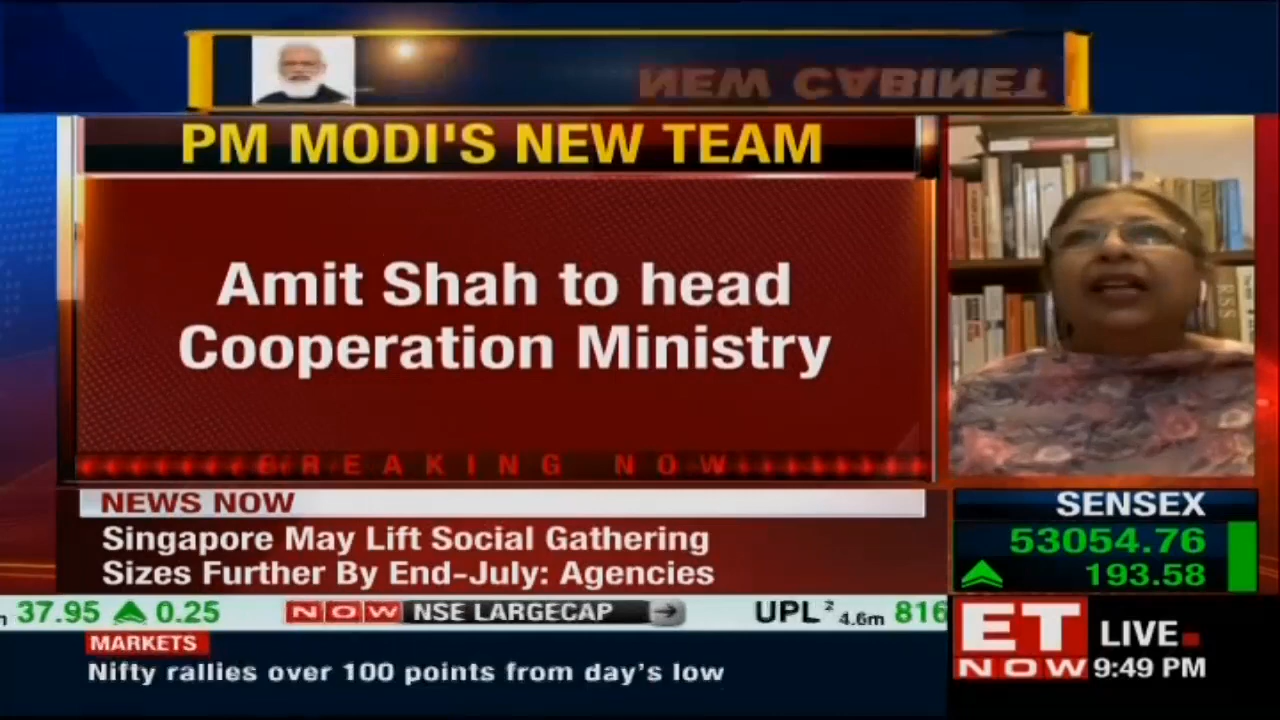 NEW CABINET
PM MODI'S NEW TEAM
Amit Shah to head
Cooperation Ministry
BREAKING NOW
RSS
NEWS NOW
Singapore May Lift Social Gathering
Sizes Further By End-July: Agencies
SENSEX
53054.76
193.58
37.95 0.25 NOW NSE LARGECAP UPL² 4.6m 816
MARKETS
Nifty rallies over 100 points from day's low
ET
NOW
LIVE
9:49 PM